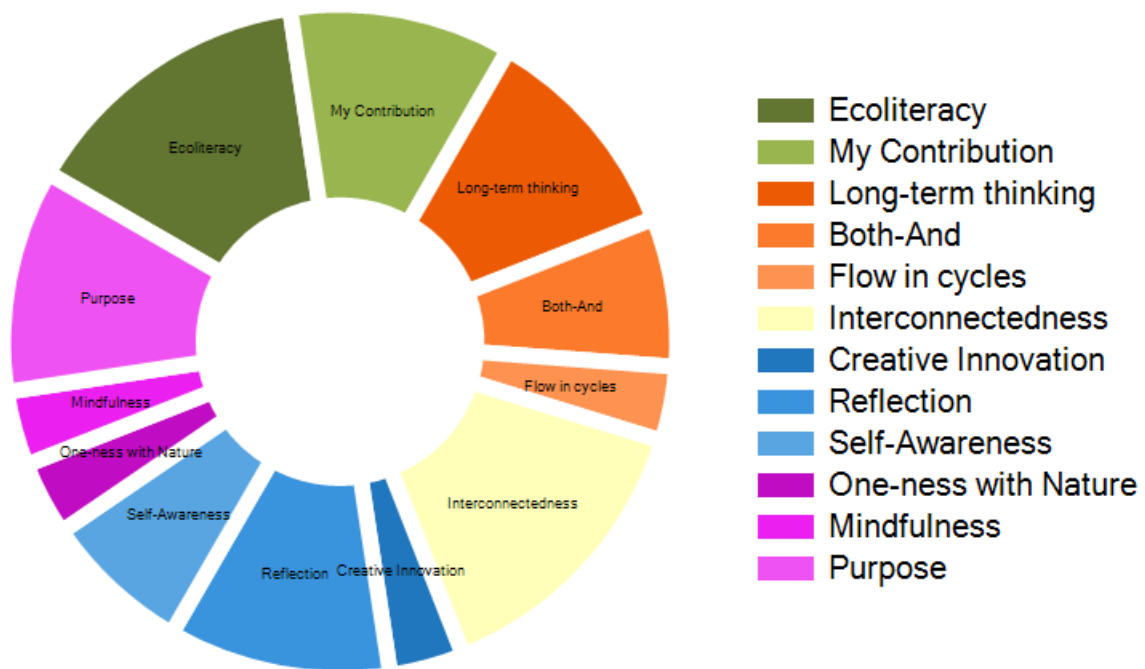 My Contribution
Ecoliteracy
Long-term thinking
Purpose
Both-And
Flow in cycles
Mindfulness
One-ness with Nature
Interconnectedness
Self-Awareness
Reflection
Creative Innovation
Ecoliteracy
My Contribution
Long-term thinking
Both-And
Flow in cycles
Interconnectedness
Creative Innovation
Reflection
Self-Awareness
One-ness with Nature
Mindfulness
Purpose